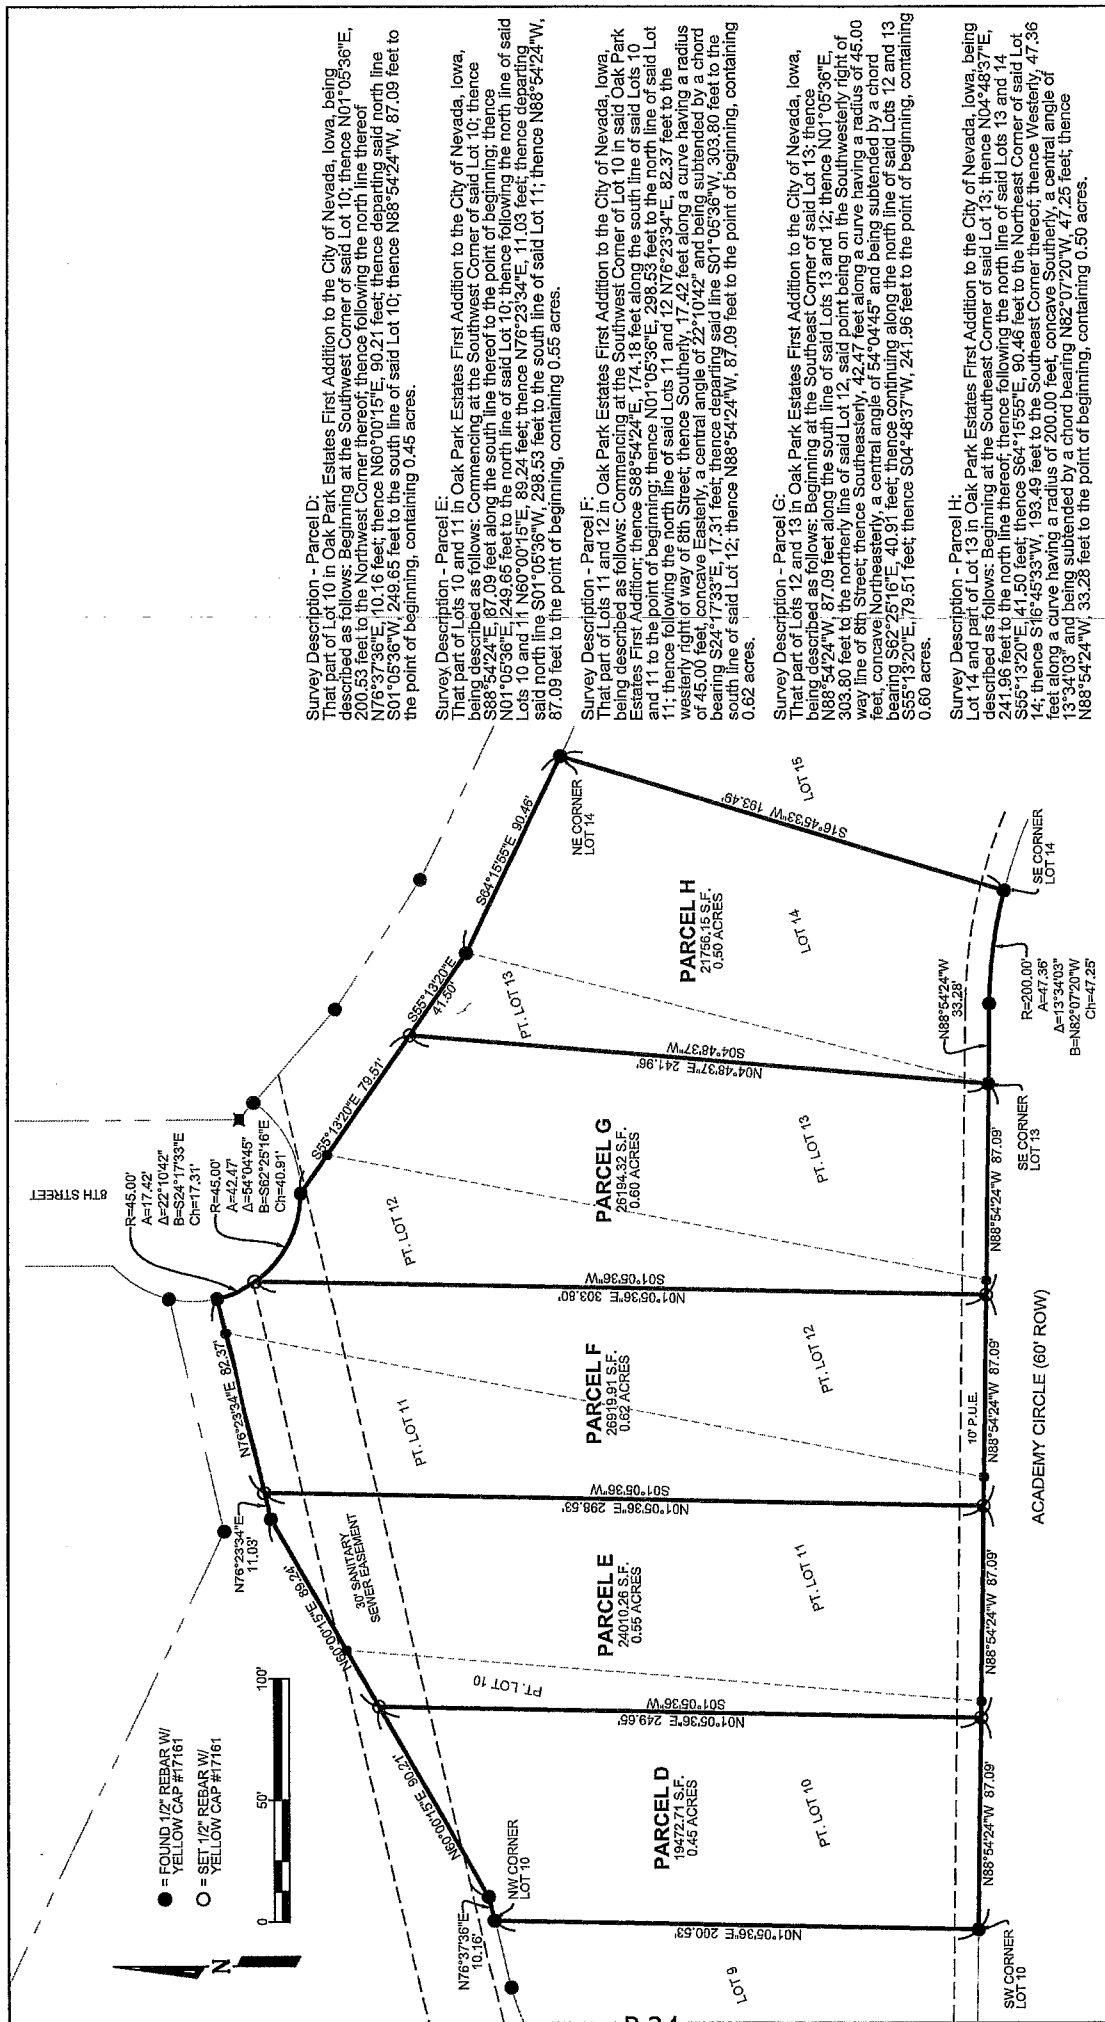 ● = FOUND 1/2" REBAR W/
YELLOW CAP #17161
○ = SET 1/2" REBAR W/
YELLOW CAP #17161
N
0
50'
100'
8TH STREET
R=45.00'
A=17.42'
Δ=22°10'42"
B=S24°17'33"E
Ch=17.31'
R=45.00'
A=42.47'
Δ=54°04'45"
B=S62°25'16"E
Ch=40.91'
N76°37'36"E
10.16'
NW CORNER
LOT 10
N60°00'15"E 90.21'
N60°00'15"E 89.24'
N76°23'34"E
11.03'
N76°23'34"E 82.37'
S55°13'20"E 79.51'
S55°13'20"E
41.50'
S64°15'55"E 90.46'
NE CORNER
LOT 14
30' SANITARY
SEWER EASEMENT
LOT 9
N01°05'36"E 200.53'
PARCEL D
19472.71 S.F.
0.45 ACRES
PT. LOT 10
N01°05'36"E 249.65'
S01°05'36"W
PT. LOT 10
PARCEL E
24010.26 S.F.
0.55 ACRES
PT. LOT 11
N01°05'36"E 298.53'
S01°05'36"W
PT. LOT 11
PARCEL F
26919.91 S.F.
0.62 ACRES
PT. LOT 12
N01°05'36"E 303.80'
S01°05'36"W
PT. LOT 12
PARCEL G
26194.32 S.F.
0.60 ACRES
PT. LOT 13
N04°48'37"E 241.96'
S04°48'37"W
PT. LOT 13
PARCEL H
21756.15 S.F.
0.50 ACRES
LOT 14
S16°45'33"W 193.49'
LOT 15
SW CORNER
LOT 10
N88°54'24"W 87.09'
N88°54'24"W 87.09'
N88°54'24"W 87.09'
N88°54'24"W 87.09'
10' P.U.E.
ACADEMY CIRCLE (60' ROW)
SE CORNER
LOT 13
N88°54'24"W
33.28'
R=200.00'
A=47.36'
Δ=13°34'03"
B=N82°07'20"W
Ch=47.25'
SE CORNER
LOT 14
Survey Description - Parcel D:
That part of Lot 10 in Oak Park Estates First Addition to the City of Nevada, Iowa, being
described as follows: Beginning at the Southwest Corner of said Lot 10; thence N01°05'36"E,
200.53 feet to the Northwest Corner thereof; thence following the north line thereof
N76°37'36"E, 10.16 feet; thence N60°00'15"E, 90.21 feet; thence departing said north line
S01°05'36"W, 249.65 feet to the south line of said Lot 10; thence N88°54'24"W, 87.09 feet to
the point of beginning, containing 0.45 acres.
Survey Description - Parcel E:
That part of Lots 10 and 11 in Oak Park Estates First Addition to the City of Nevada, Iowa,
being described as follows: Commencing at the Southwest Corner of said Lot 10; thence
S88°54'24"E, 87.09 feet along the south line thereof to the point of beginning; thence
N01°05'36"E, 249.65 feet to the north line of said Lot 10; thence following the north line of said
Lots 10 and 11 N60°00'15"E, 89.24 feet; thence N76°23'34"E, 11.03 feet; thence departing
said north line S01°05'36"W, 298.53 feet to the south line of said Lot 11; thence N88°54'24"W,
87.09 feet to the point of beginning, containing 0.55 acres.
Survey Description - Parcel F:
That part of Lots 11 and 12 in Oak Park Estates First Addition to the City of Nevada, Iowa,
being described as follows: Commencing at the Southwest Corner of Lot 10 in said Oak Park
Estates First Addition; thence S88°54'24"E, 174.18 feet along the south line of said Lots 10
and 11 to the point of beginning; thence N01°05'36"E, 298.53 feet to the north line of said Lot
11; thence following the north line of said Lots 11 and 12 N76°23'34"E, 82.37 feet to the
westerly right of way of 8th Street; thence Southerly, 17.42 feet along a curve having a radius
of 45.00 feet, concave Easterly, a central angle of 22°10'42" and being subtended by a chord
bearing S24°17'33"E, 17.31 feet; thence departing said line S01°05'36"W, 303.80 feet to the
south line of said Lot 12; thence N88°54'24"W, 87.09 feet to the point of beginning, containing
0.62 acres.
Survey Description - Parcel G:
That part of Lots 12 and 13 in Oak Park Estates First Addition to the City of Nevada, Iowa,
being described as follows: Beginning at the Southeast Corner of said Lot 13; thence
N88°54'24"W, 87.09 feet along the south line of said Lots 13 and 12; thence N01°05'36"E,
303.80 feet to the northerly line of said Lot 12, said point being on the Southwesterly right of
way line of 8th Street; thence Southeasterly, 42.47 feet along a curve having a radius of 45.00
feet, concave Northeasterly, a central angle of 54°04'45" and being subtended by a chord
bearing S62°25'16"E, 40.91 feet; thence continuing along the north line of said Lots 12 and 13
S55°13'20"E, 79.51 feet; thence S04°48'37"W, 241.96 feet to the point of beginning, containing
0.60 acres.
Survey Description - Parcel H:
Lot 14 and part of Lot 13 in Oak Park Estates First Addition to the City of Nevada, Iowa, being
described as follows: Beginning at the Southeast Corner of said Lot 13; thence N04°48'37"E,
241.96 feet to the north line thereof; thence following the north line of said Lots 13 and 14
S55°13'20"E, 41.50 feet; thence S64°15'55"E, 90.46 feet to the Northeast Corner of said Lot
14; thence S16°45'33"W, 193.49 feet to the Southeast Corner thereof; thence Westerly, 47.36
feet along a curve having a radius of 200.00 feet, concave Southerly, a central angle of
13°34'03" and being subtended by a chord bearing N82°07'20"W, 47.25 feet; thence
N88°54'24"W, 33.28 feet to the point of beginning, containing 0.50 acres.